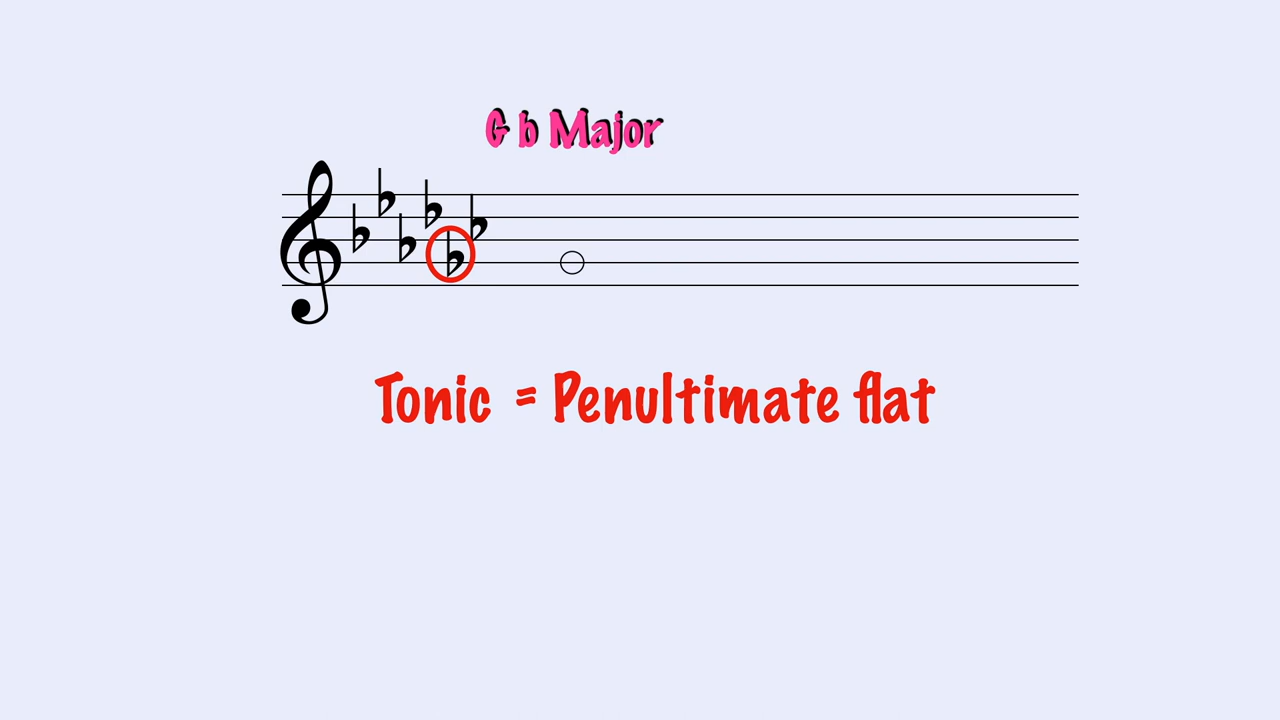 G b Major
Tonic = Penultimate flat